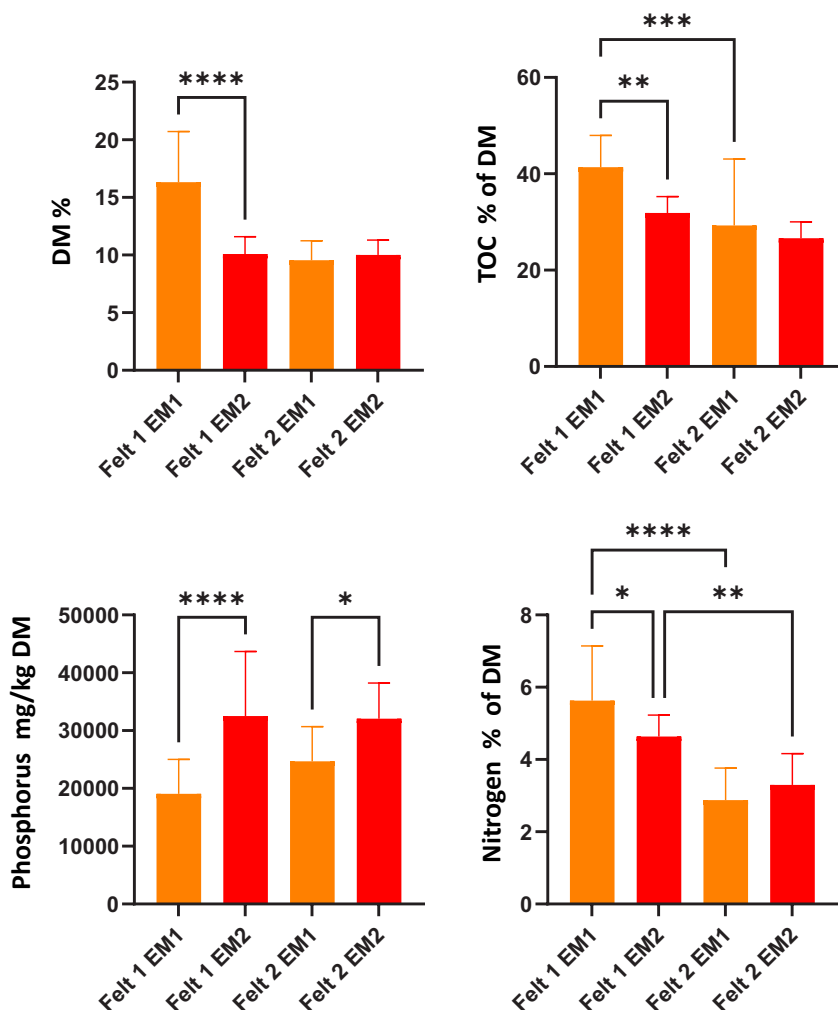 DM %
****
25
20
15
10
5
0
Felt 1 EM1
Felt 1 EM2
Felt 2 EM1
Felt 2 EM2
TOC % of DM
***
**
60
40
20
0
Felt 1 EM1
Felt 1 EM2
Felt 2 EM1
Felt 2 EM2
Phosphorus mg/kg DM
****
*
50000
40000
30000
20000
10000
0
Felt 1 EM1
Felt 1 EM2
Felt 2 EM1
Felt 2 EM2
Nitrogen % of DM
****
*
**
8
6
4
2
0
Felt 1 EM1
Felt 1 EM2
Felt 2 EM1
Felt 2 EM2